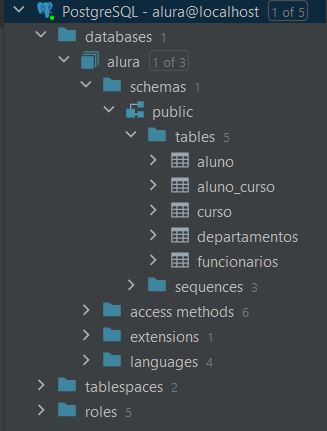 PostgreSQL - alura@localhost 1 of 5
databases 1
alura 1 of 3
schemas 1
public
tables 5
aluno
aluno_curso
curso
departamentos
funcionarios
sequences 3
access methods 6
extensions 1
languages 4
tablespaces 2
roles 5